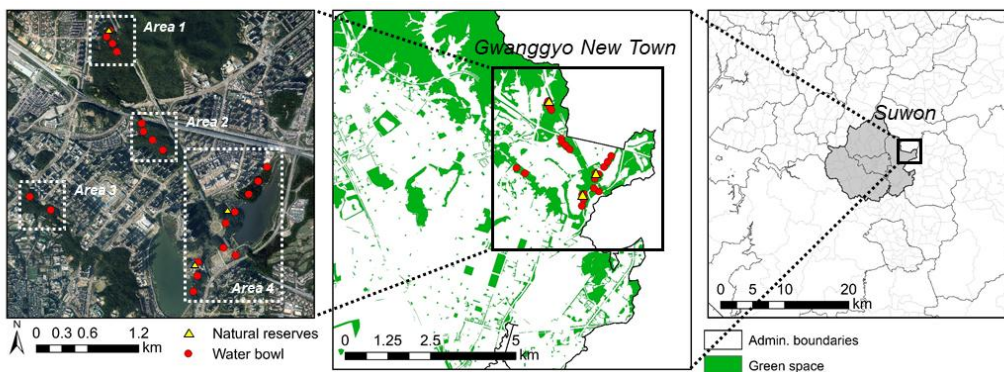 Area 1
Area 2
Area 3
Area 4
N
0 0.3 0.6 1.2
km
Natural reserves
Water bowl
Gwanggyo New Town
0 1.25 2.5 5
km
Suwon
0 5 10 20
km
Admin. boundaries
Green space